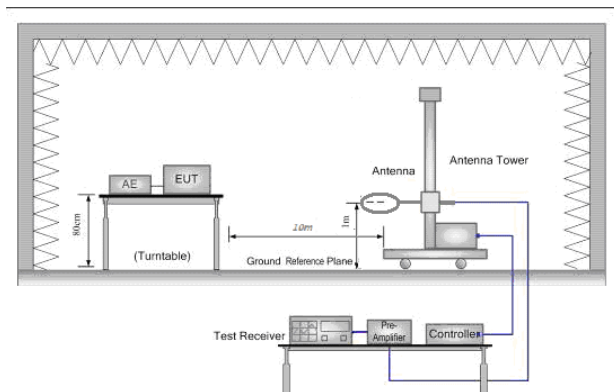 Antenna
Antenna Tower
AE
EUT
80cm
(Turntable)
10m
1m
Ground Reference Plane
Test Receiver
Pre-
Amplifier
Controller